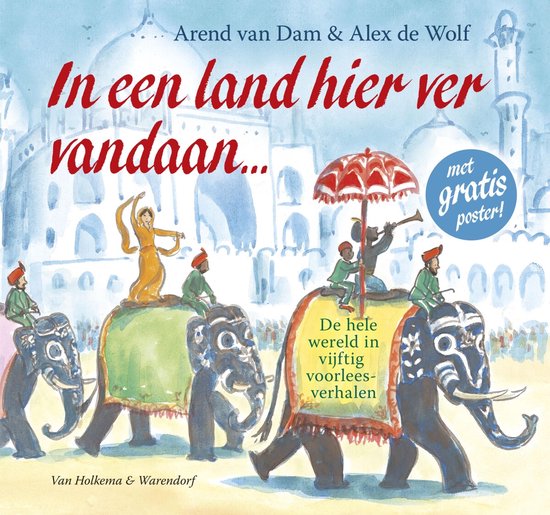 Arend van Dam & Alex de Wolf
In een land hier ver
vandaan...
met
gratis
poster!
De hele
wereld in
vijftig
voorlees-
verhalen
Van Holkema & Warendorf